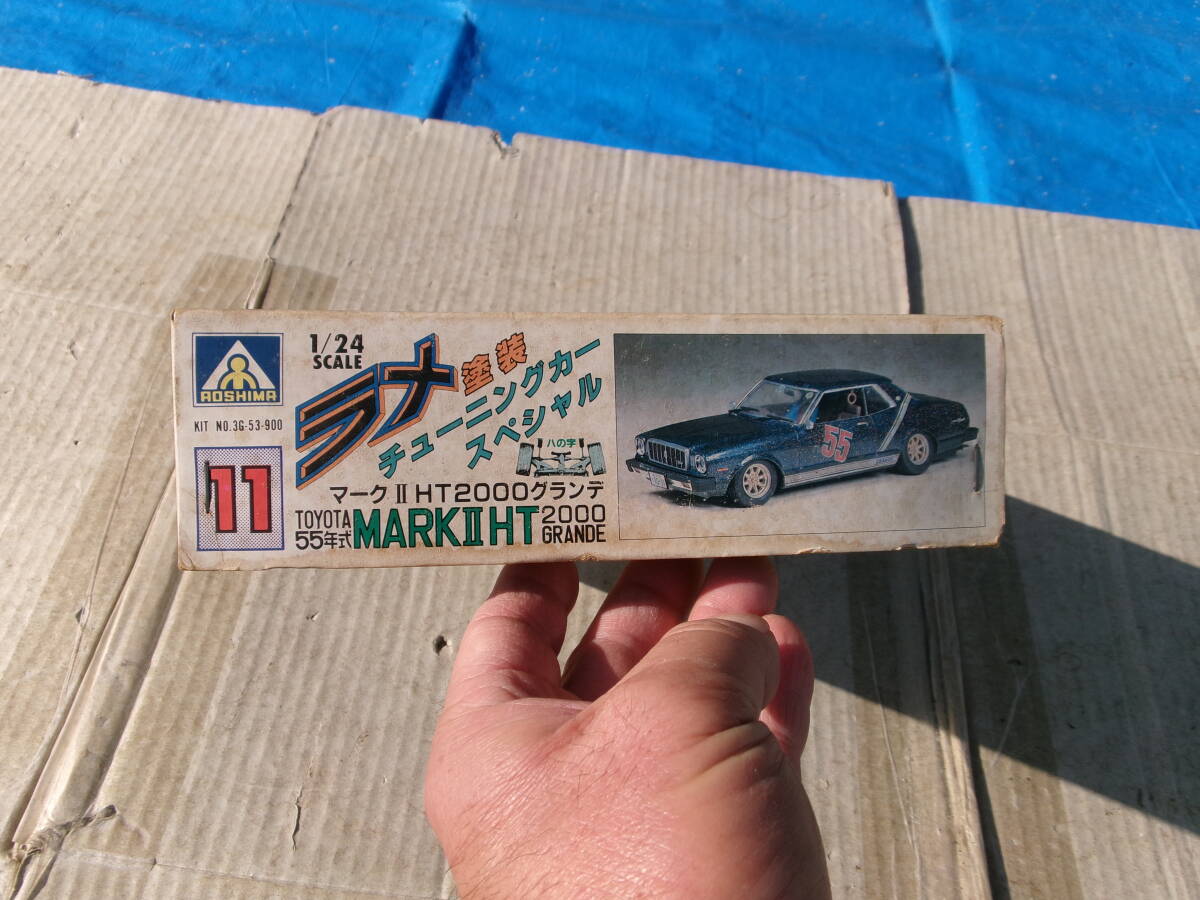 AOSHIMA
KIT NO.3G-53-900
11
1/24
SCALE
ラメ塗装
チューニングカー
スペシャル
ハの字
マークⅡHT2000グランデ
TOYOTA
55年式
MARKⅡHT
2000
GRANDE
55